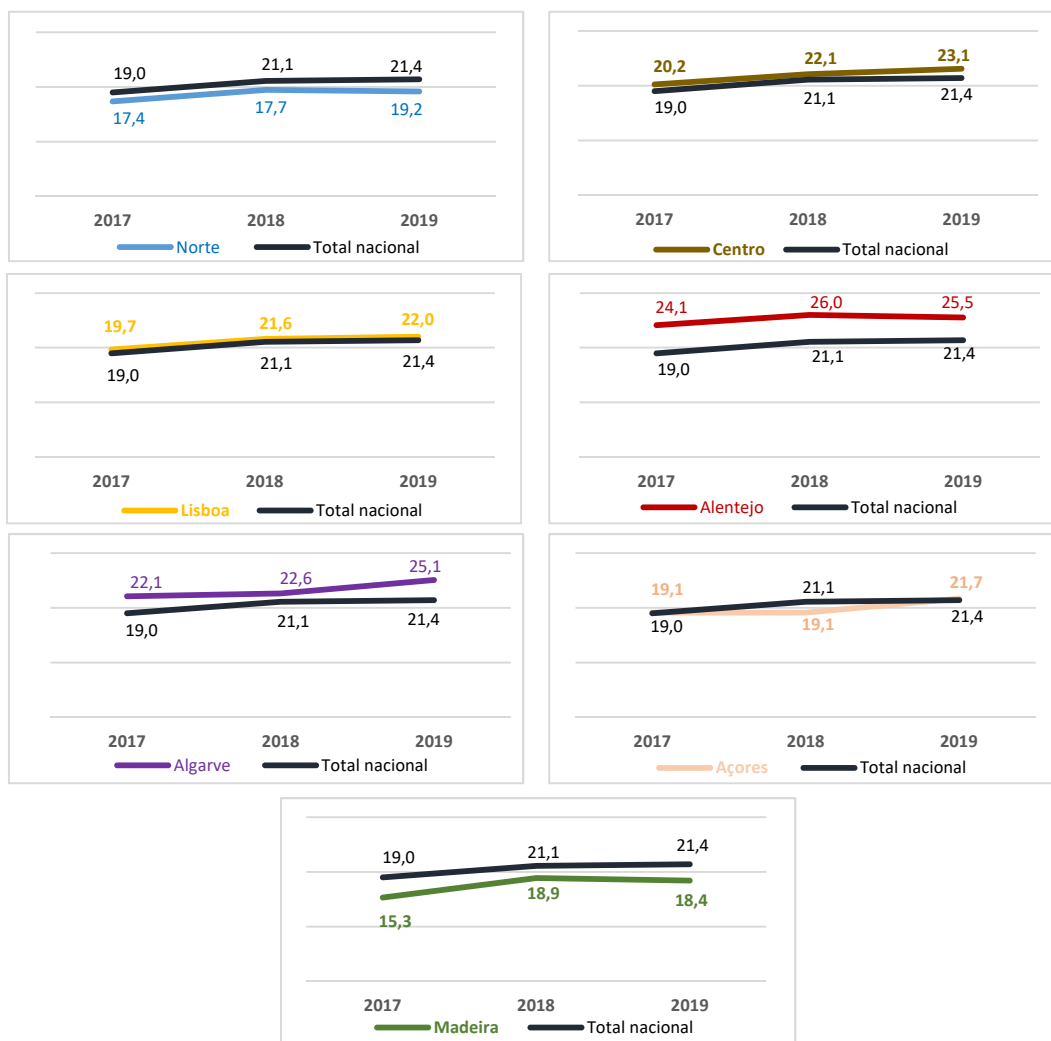 19,0 21,1 21,4
17,4 17,7 19,2
2017 2018 2019
Norte Total nacional
20,2 22,1 23,1
19,0 21,1 21,4
2017 2018 2019
Centro Total nacional
19,7 21,6 22,0
19,0 21,1 21,4
2017 2018 2019
Lisboa Total nacional
24,1 26,0 25,5
19,0 21,1 21,4
2017 2018 2019
Alentejo Total nacional
22,1 22,6 25,1
19,0 21,1 21,4
2017 2018 2019
Algarve Total nacional
19,1 21,1 21,7
19,0 19,1 21,4
2017 2018 2019
Açores Total nacional
19,0 21,1 21,4
15,3 18,9 18,4
2017 2018 2019
Madeira Total nacional